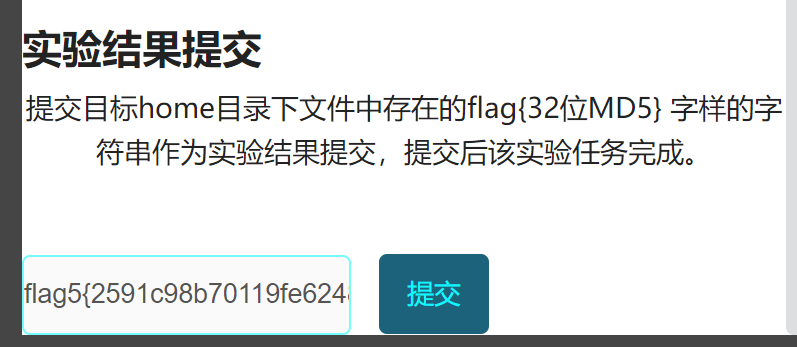 实验结果提交
提交目标home目录下文件中存在的flag{32位MD5} 字样的字
符串作为实验结果提交，提交后该实验任务完成。
flag5{2591c98b70119fe624
提交